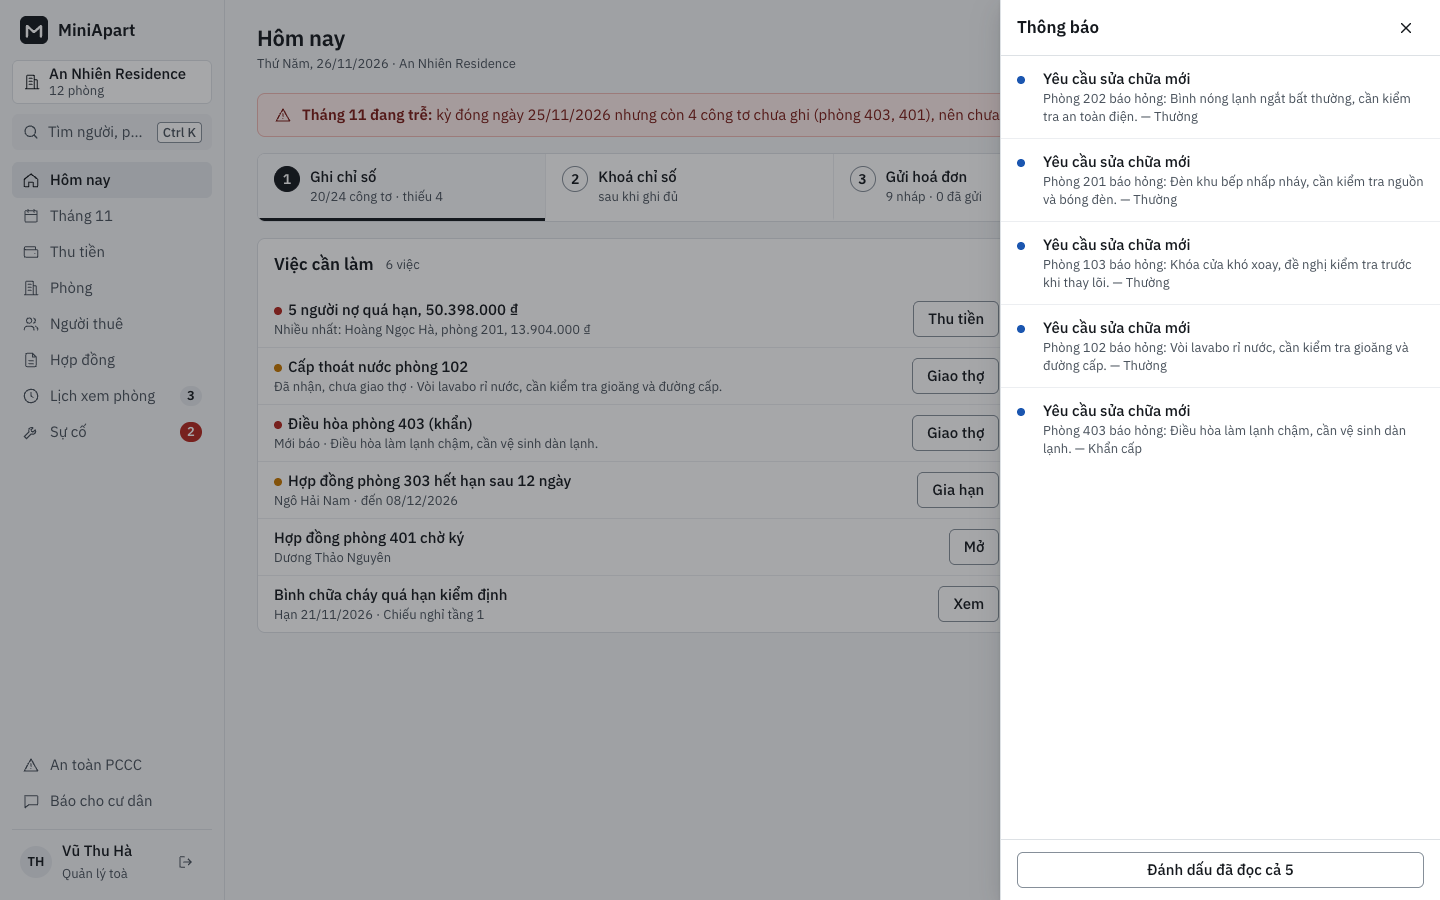 MiniApart
An Nhiên Residence
12 phòng
Tìm người, p...
Ctrl K
Hôm nay
Tháng 11
Thu tiền
Phòng
Người thuê
Hợp đồng
Lịch xem phòng
3
Sự cố
2
An toàn PCCC
Báo cho cư dân
TH
Vũ Thu Hà
Quản lý toà
Hôm nay
Thứ Năm, 26/11/2026 · An Nhiên Residence
Tháng 11 đang trễ: kỳ đóng ngày 25/11/2026 nhưng còn 4 công tơ chưa ghi (phòng 403, 401), nên chưa
1
Ghi chỉ số
20/24 công tơ · thiếu 4
2
Khoá chỉ số
sau khi ghi đủ
3
Gửi hoá đơn
9 nháp · 0 đã gửi
Việc cần làm
6 việc
5 người nợ quá hạn, 50.398.000 ₫
Nhiều nhất: Hoàng Ngọc Hà, phòng 201, 13.904.000 ₫
Thu tiền
Cấp thoát nước phòng 102
Đã nhận, chưa giao thợ · Vòi lavabo rỉ nước, cần kiểm tra gioăng và đường cấp.
Giao thợ
Điều hòa phòng 403 (khẩn)
Mới báo · Điều hòa làm lạnh chậm, cần vệ sinh dàn lạnh.
Giao thợ
Hợp đồng phòng 303 hết hạn sau 12 ngày
Ngô Hải Nam · đến 08/12/2026
Gia hạn
Hợp đồng phòng 401 chờ ký
Dương Thảo Nguyên
Mở
Bình chữa cháy quá hạn kiểm định
Hạn 21/11/2026 · Chiếu nghỉ tầng 1
Xem
Thông báo
Yêu cầu sửa chữa mới
Phòng 202 báo hỏng: Bình nóng lạnh ngắt bất thường, cần kiểm
tra an toàn điện. — Thường
Yêu cầu sửa chữa mới
Phòng 201 báo hỏng: Đèn khu bếp nhấp nháy, cần kiểm tra nguồn
và bóng đèn. — Thường
Yêu cầu sửa chữa mới
Phòng 103 báo hỏng: Khóa cửa khó xoay, đề nghị kiểm tra trước
khi thay lõi. — Thường
Yêu cầu sửa chữa mới
Phòng 102 báo hỏng: Vòi lavabo rỉ nước, cần kiểm tra gioăng và
đường cấp. — Thường
Yêu cầu sửa chữa mới
Phòng 403 báo hỏng: Điều hòa làm lạnh chậm, cần vệ sinh dàn
lạnh. — Khẩn cấp
Đánh dấu đã đọc cả 5